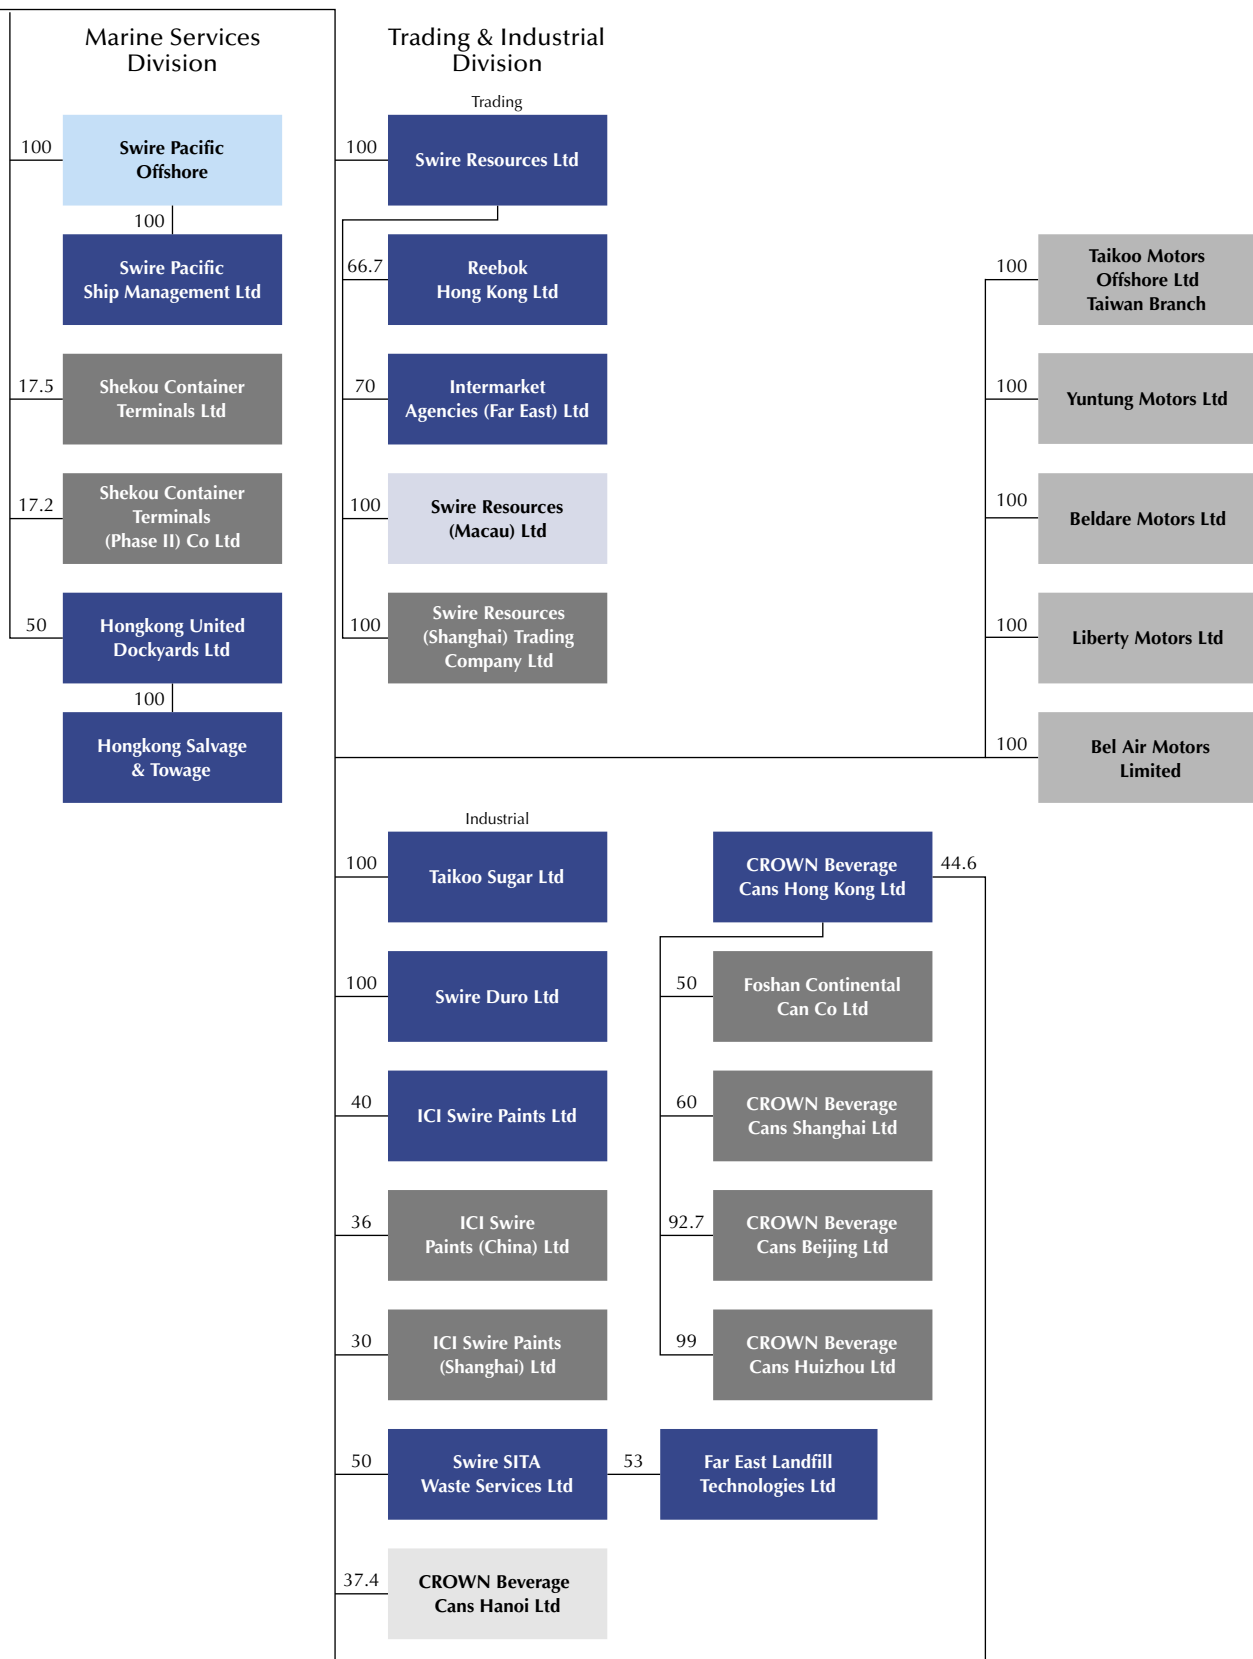 Marine Services
Division
100
Swire Pacific
Offshore
100
Swire Pacific
Ship Management Ltd
17.5
Shekou Container
Terminals Ltd
17.2
Shekou Container
Terminals
(Phase II) Co Ltd
50
Hongkong United
Dockyards Ltd
100
Hongkong Salvage
& Towage
Trading & Industrial
Division
Trading
100
Swire Resources Ltd
66.7
Reebok
Hong Kong Ltd
70
Intermarket
Agencies (Far East) Ltd
100
Swire Resources
(Macau) Ltd
100
Swire Resources
(Shanghai) Trading
Company Ltd
100
Taikoo Motors
Offshore Ltd
Taiwan Branch
100
Yuntung Motors Ltd
100
Beldare Motors Ltd
100
Liberty Motors Ltd
100
Bel Air Motors
Limited
Industrial
100
Taikoo Sugar Ltd
100
Swire Duro Ltd
40
ICI Swire Paints Ltd
36
ICI Swire
Paints (China) Ltd
30
ICI Swire Paints
(Shanghai) Ltd
50
Swire SITA
Waste Services Ltd
53
Far East Landfill
Technologies Ltd
37.4
CROWN Beverage
Cans Hanoi Ltd
CROWN Beverage
Cans Hong Kong Ltd
44.6
50
Foshan Continental
Can Co Ltd
60
CROWN Beverage
Cans Shanghai Ltd
92.7
CROWN Beverage
Cans Beijing Ltd
99
CROWN Beverage
Cans Huizhou Ltd